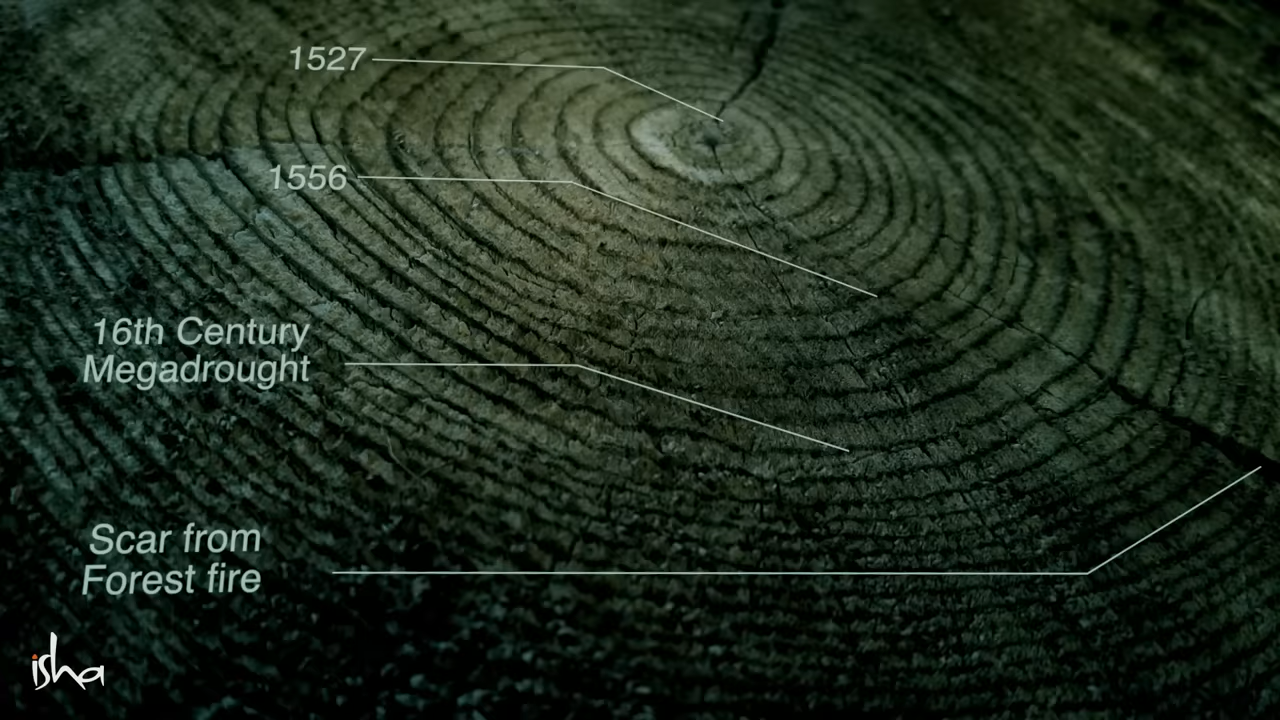 1527
1556
16th Century
Megadrought
Scar from
Forest fire
isha